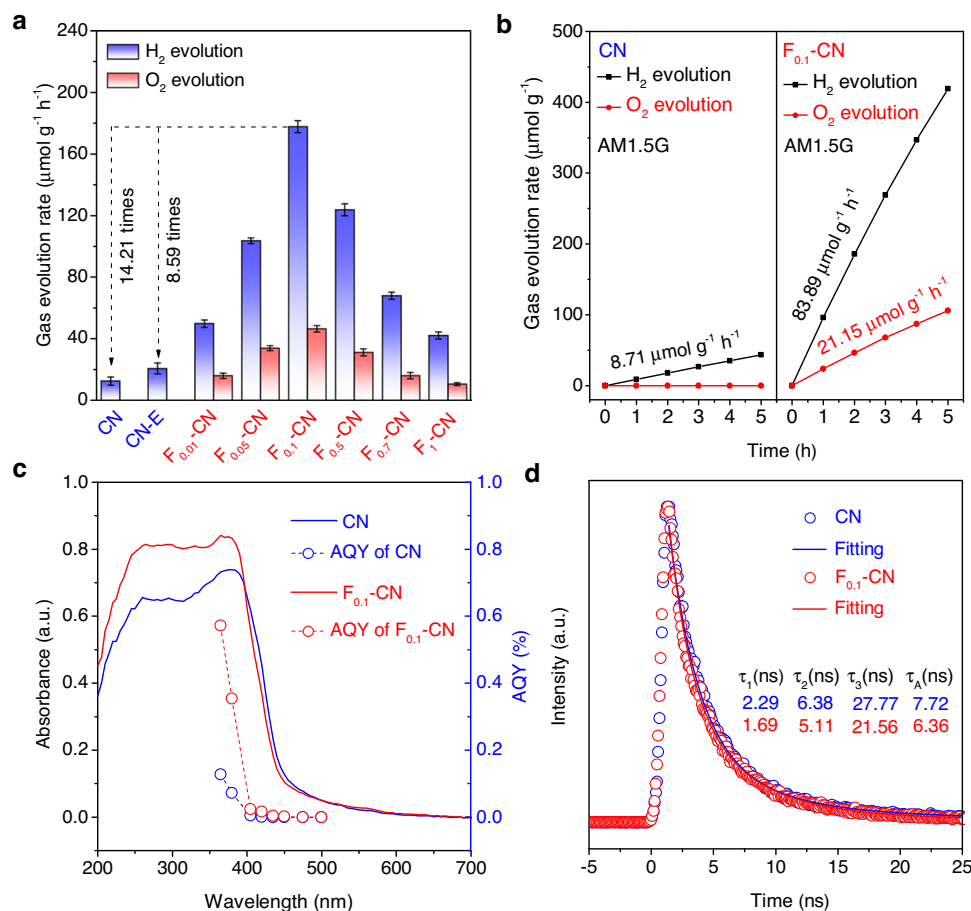 a
Gas evolution rate (μmol g⁻¹ h⁻¹)
240
200
160
120
80
40
0
H₂ evolution
O₂ evolution
14.21 times
8.59 times
CN
CN-E
F₀.₀₁-CN
F₀.₀₅-CN
F₀.₁-CN
F₀.₅-CN
F₀.₇-CN
F₁-CN
b
Gas evolution rate (μmol g⁻¹)
400
300
200
100
0
CN
H₂ evolution
O₂ evolution
AM1.5G
8.71 μmol g⁻¹ h⁻¹
F₀.₁-CN
H₂ evolution
O₂ evolution
AM1.5G
83.89 μmol g⁻¹ h⁻¹
21.15 μmol g⁻¹ h⁻¹
0 1 2 3 4 5 0 1 2 3 4 5
Time (h)
c
Absorbance (a.u.)
1.0
0.8
0.6
0.4
0.2
0.0
CN
AQY of CN
F₀.₁-CN
AQY of F₀.₁-CN
1.0
0.8
0.6
0.4
0.2
0.0
AQY (%)
200 300 400 500 600 700
Wavelength (nm)
d
Intensity (a.u.)
CN
Fitting
F₀.₁-CN
Fitting
τ₁(ns) τ₂(ns) τ₃(ns) τ_A(ns)
2.29 6.38 27.77 7.72
1.69 5.11 21.56 6.36
-5 0 5 10 15 20 25
Time (ns)